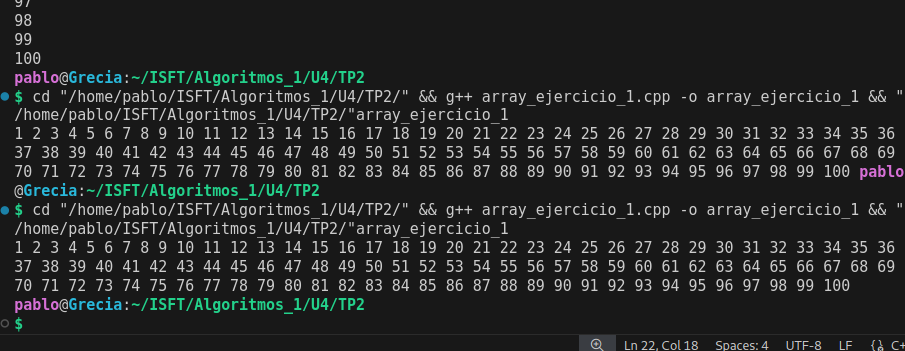 97
98
99
100
pablo@Grecia:~/ISFT/Algoritmos_1/U4/TP2
$ cd "/home/pablo/ISFT/Algoritmos_1/U4/TP2/" && g++ array_ejercicio_1.cpp -o array_ejercicio_1 && "
/home/pablo/ISFT/Algoritmos_1/U4/TP2/"array_ejercicio_1
1 2 3 4 5 6 7 8 9 10 11 12 13 14 15 16 17 18 19 20 21 22 23 24 25 26 27 28 29 30 31 32 33 34 35 36
37 38 39 40 41 42 43 44 45 46 47 48 49 50 51 52 53 54 55 56 57 58 59 60 61 62 63 64 65 66 67 68 69
70 71 72 73 74 75 76 77 78 79 80 81 82 83 84 85 86 87 88 89 90 91 92 93 94 95 96 97 98 99 100 pablo
@Grecia:~/ISFT/Algoritmos_1/U4/TP2
$ cd "/home/pablo/ISFT/Algoritmos_1/U4/TP2/" && g++ array_ejercicio_1.cpp -o array_ejercicio_1 && "
/home/pablo/ISFT/Algoritmos_1/U4/TP2/"array_ejercicio_1
1 2 3 4 5 6 7 8 9 10 11 12 13 14 15 16 17 18 19 20 21 22 23 24 25 26 27 28 29 30 31 32 33 34 35 36
37 38 39 40 41 42 43 44 45 46 47 48 49 50 51 52 53 54 55 56 57 58 59 60 61 62 63 64 65 66 67 68 69
70 71 72 73 74 75 76 77 78 79 80 81 82 83 84 85 86 87 88 89 90 91 92 93 94 95 96 97 98 99 100
pablo@Grecia:~/ISFT/Algoritmos_1/U4/TP2
$
Ln 22, Col 18 Spaces: 4 UTF-8 LF {} C+